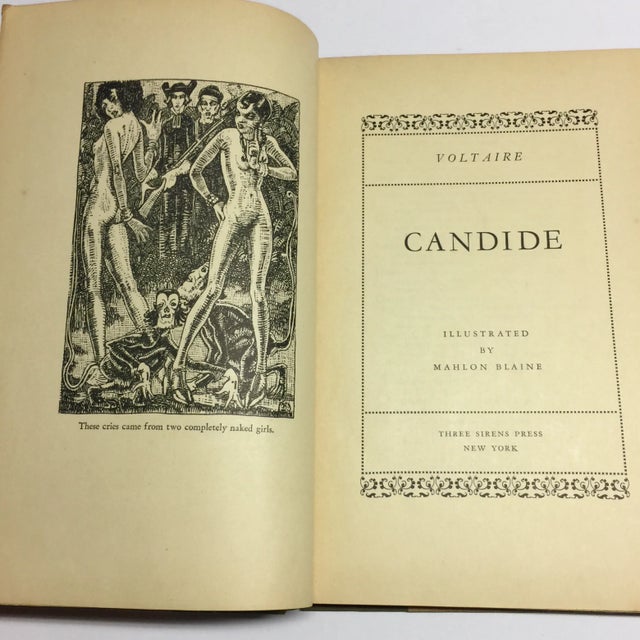 These cries came from two completely naked girls.
VOLTAIRE
CANDIDE
ILLUSTRATED
BY
MAHLON BLAINE
THREE SIRENS PRESS
NEW YORK